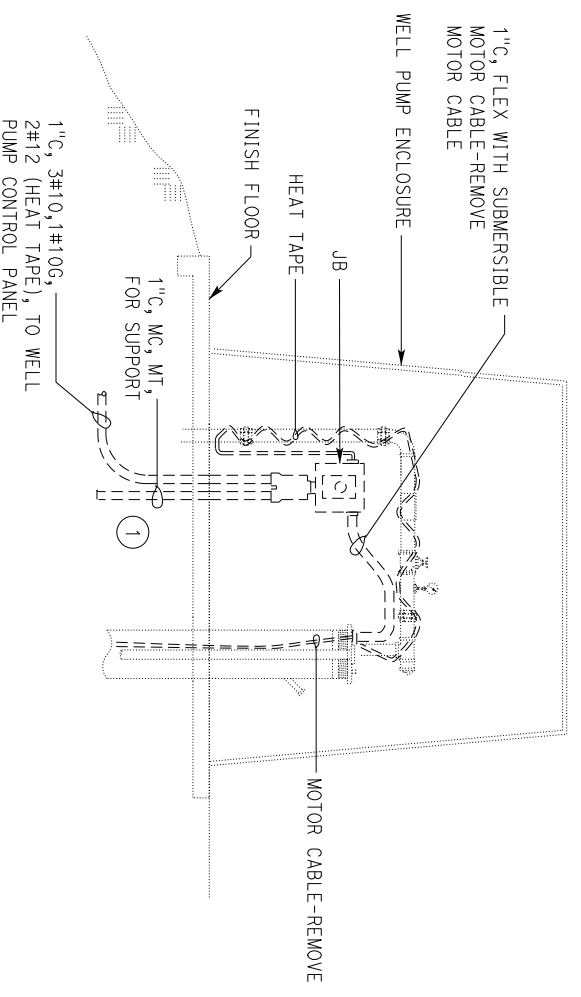 1"C, FLEX WITH SUBMERSIBLE
MOTOR CABLE-REMOVE
MOTOR CABLE
WELL PUMP ENCLOSURE
JB
HEAT TAPE
FINISH FLOOR
1"C, MC, MT,
FOR SUPPORT
1"C, 3#10,1#10G,
2#12 (HEAT TAPE), TO WELL
PUMP CONTROL PANEL
1
MOTOR CABLE-REMOVE